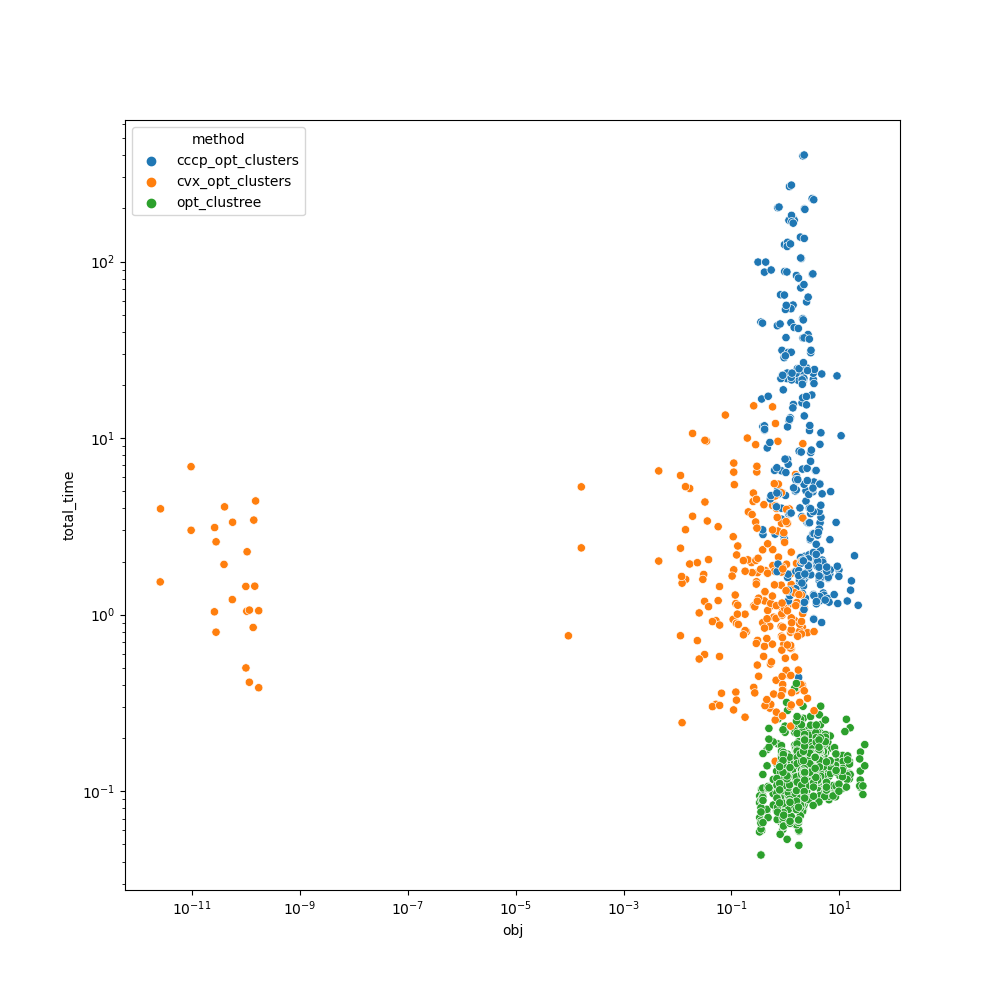 method
cccp_opt_clusters
cvx_opt_clusters
opt_clustree
total_time
10²
10¹
10⁰
10⁻¹
10⁻¹¹
10⁻⁹
10⁻⁷
10⁻⁵
10⁻³
10⁻¹
10¹
obj